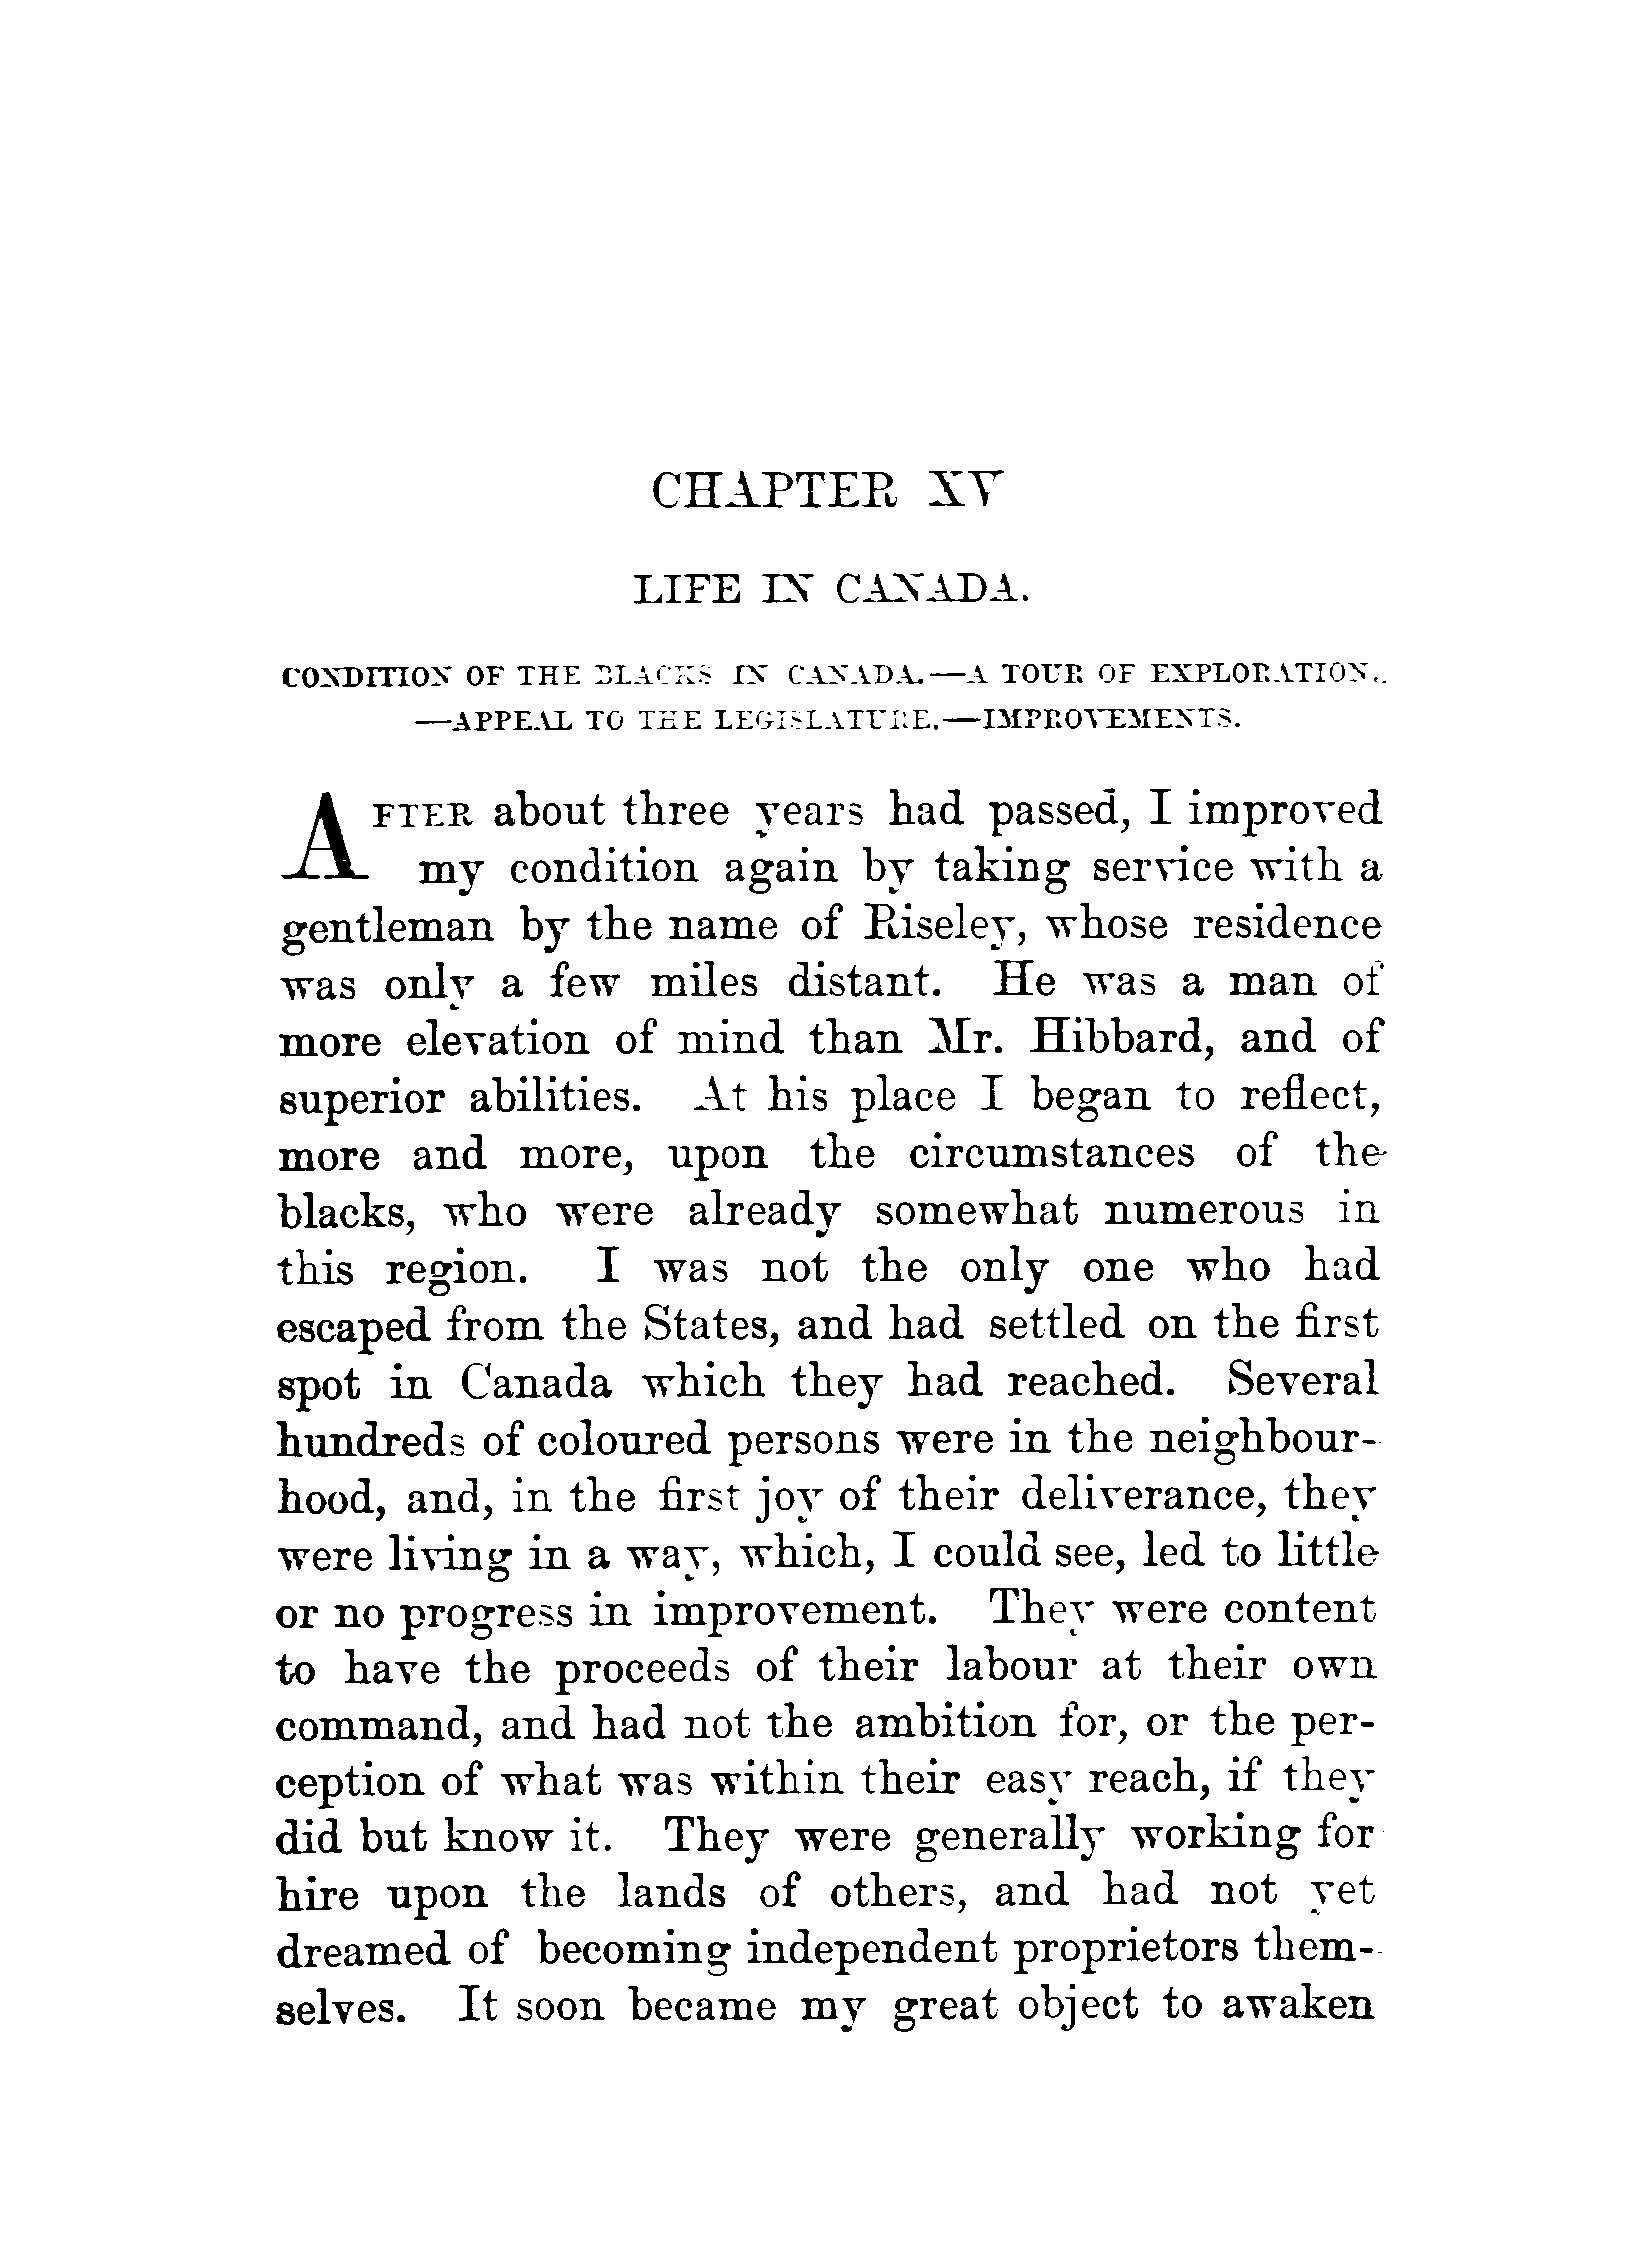 CHAPTER XV
LIFE IN CANADA.
CONDITION OF THE BLACKS IN CANADA.—A TOUR OF EXPLORATION.
—APPEAL TO THE LEGISLATURE.—IMPROVEMENTS.
AFTER about three years had passed, I improved
my condition again by taking service with a
gentleman by the name of Riseley, whose residence
was only a few miles distant. He was a man of
more elevation of mind than Mr. Hibbard, and of
superior abilities. At his place I began to reflect,
more and more, upon the circumstances of the
blacks, who were already somewhat numerous in
this region. I was not the only one who had
escaped from the States, and had settled on the first
spot in Canada which they had reached. Several
hundreds of coloured persons were in the neighbour-
hood, and, in the first joy of their deliverance, they
were living in a way, which, I could see, led to little
or no progress in improvement. They were content
to have the proceeds of their labour at their own
command, and had not the ambition for, or the per-
ception of what was within their easy reach, if they
did but know it. They were generally working for
hire upon the lands of others, and had not yet
dreamed of becoming independent proprietors them-
selves. It soon became my great object to awaken